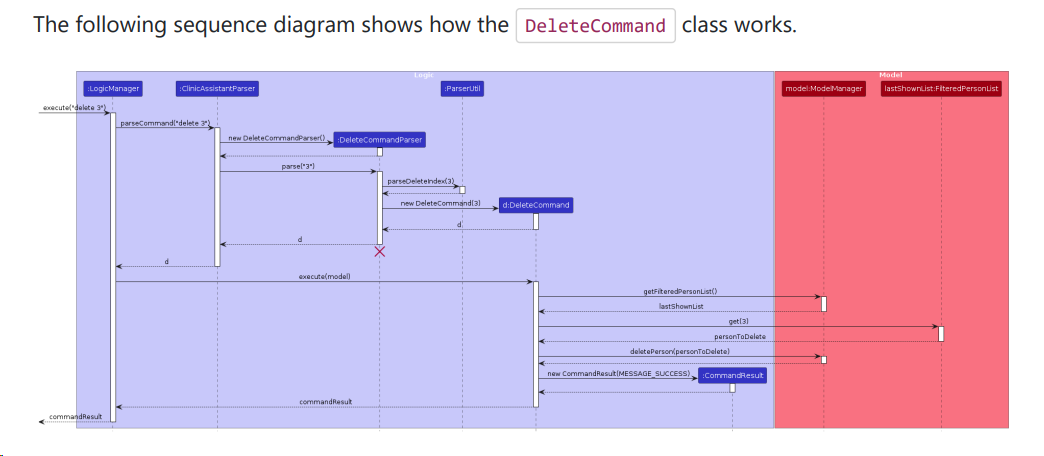 The following sequence diagram shows how the DeleteCommand class works.
Logic
Model
:LogicManager
:ClinicAssistantParser
:ParserUtil
model:ModelManager
lastShownList:FilteredPersonList
execute("delete 3")
parseCommand("delete 3")
new DeleteCommandParser()
:DeleteCommandParser
parse("3")
parseDeleteIndex(3)
new DeleteCommand(3)
d:DeleteCommand
d
d
d
execute(model)
getFilteredPersonList()
lastShownList
get(3)
personToDelete
deletePerson(personToDelete)
new CommandResult(MESSAGE_SUCCESS)
:CommandResult
commandResult
commandResult